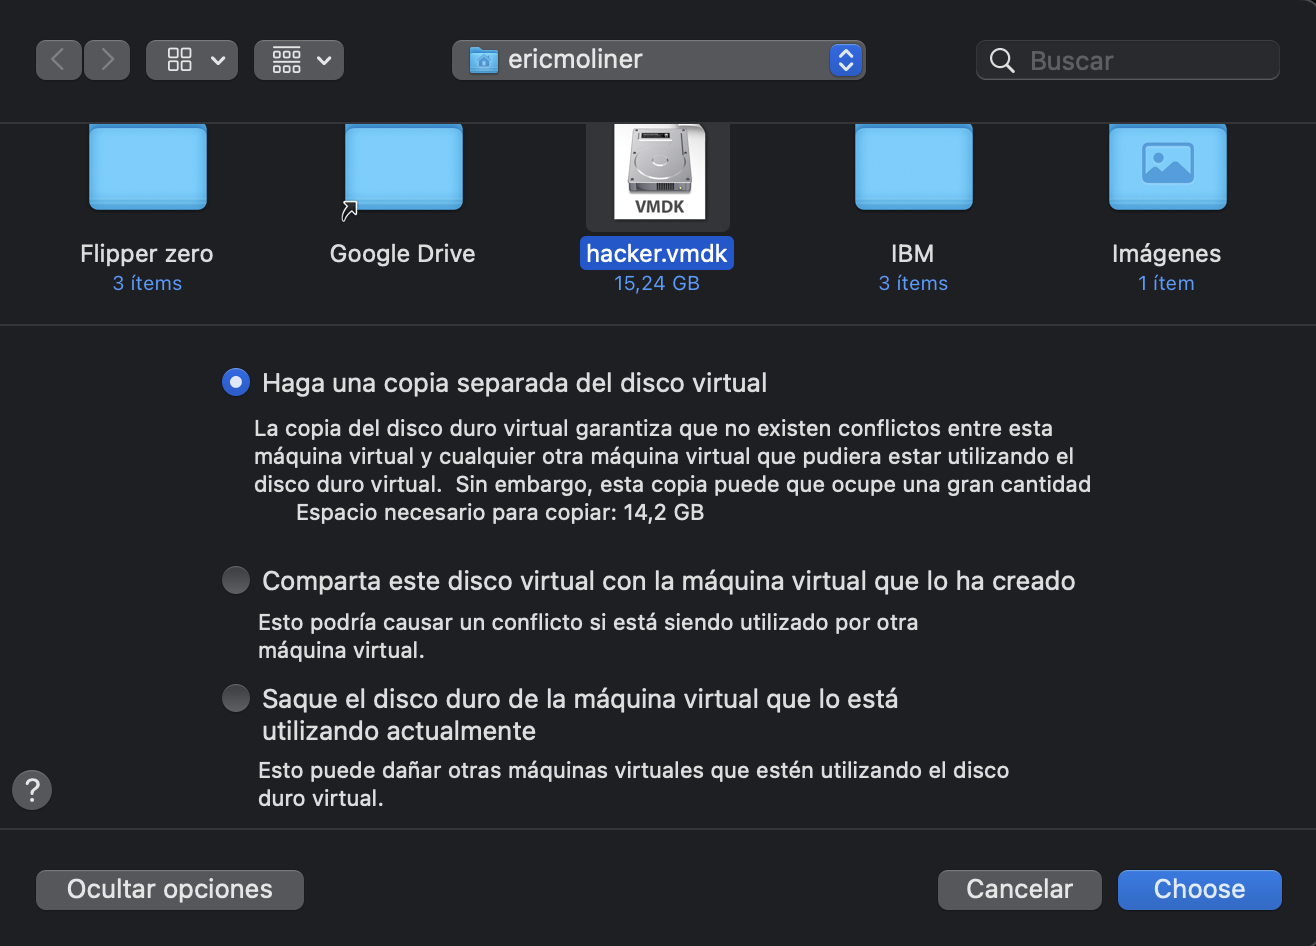 ericmoliner
Buscar
VMDK
Flipper zero
Google Drive
hacker.vmdk
IBM
Imágenes
3 ítems
15,24 GB
3 ítems
1 ítem
Haga una copia separada del disco virtual
La copia del disco duro virtual garantiza que no existen conflictos entre esta
máquina virtual y cualquier otra máquina virtual que pudiera estar utilizando el
disco duro virtual.  Sin embargo, esta copia puede que ocupe una gran cantidad
Espacio necesario para copiar: 14,2 GB
Comparta este disco virtual con la máquina virtual que lo ha creado
Esto podría causar un conflicto si está siendo utilizado por otra
máquina virtual.
Saque el disco duro de la máquina virtual que lo está
utilizando actualmente
Esto puede dañar otras máquinas virtuales que estén utilizando el disco
duro virtual.
?
Ocultar opciones
Cancelar
Choose